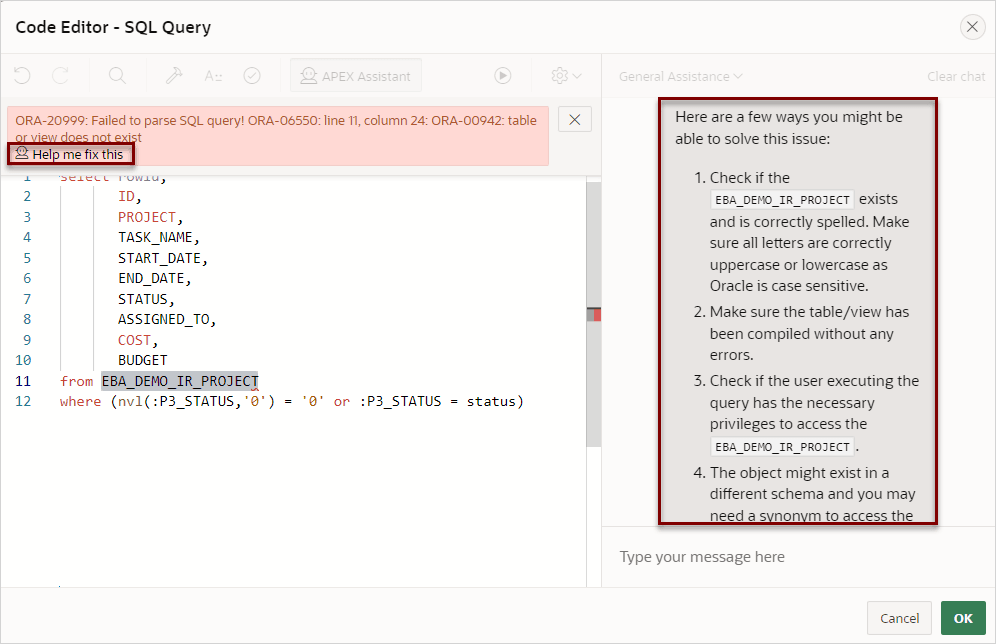 Code Editor - SQL Query
APEX Assistant
General Assistance
Clear chat
ORA-20999: Failed to parse SQL query! ORA-06550: line 11, column 24: ORA-00942: table
or view does not exist
Help me fix this
1 select rowid,
2 ID,
3 PROJECT,
4 TASK_NAME,
5 START_DATE,
6 END_DATE,
7 STATUS,
8 ASSIGNED_TO,
9 COST,
10 BUDGET
11 from EBA_DEMO_IR_PROJECT
12 where (nvl(:P3_STATUS,'0') = '0' or :P3_STATUS = status)
Here are a few ways you might be
able to solve this issue:
1. Check if the
EBA_DEMO_IR_PROJECT exists
and is correctly spelled. Make
sure all letters are correctly
uppercase or lowercase as
Oracle is case sensitive.
2. Make sure the table/view has
been compiled without any
errors.
3. Check if the user executing the
query has the necessary
privileges to access the
EBA_DEMO_IR_PROJECT.
4. The object might exist in a
different schema and you may
need a synonym to access the
Type your message here
Cancel
OK